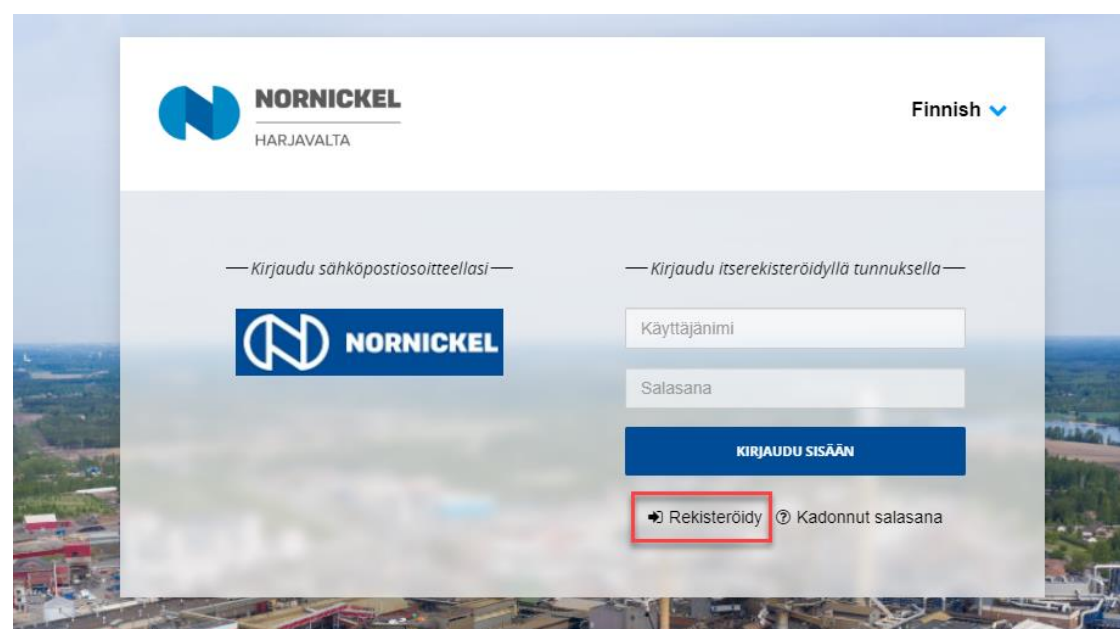 NORNICKEL
HARJAVALTA
Finnish
Kirjaudu sähköpostiosoitteellasi
NORNICKEL
Kirjaudu itserekisteröidyllä tunnuksella
Käyttäjänimi
Salasana
KIRJAUDU SISÄÄN
Rekisteröidy Kadonnut salasana